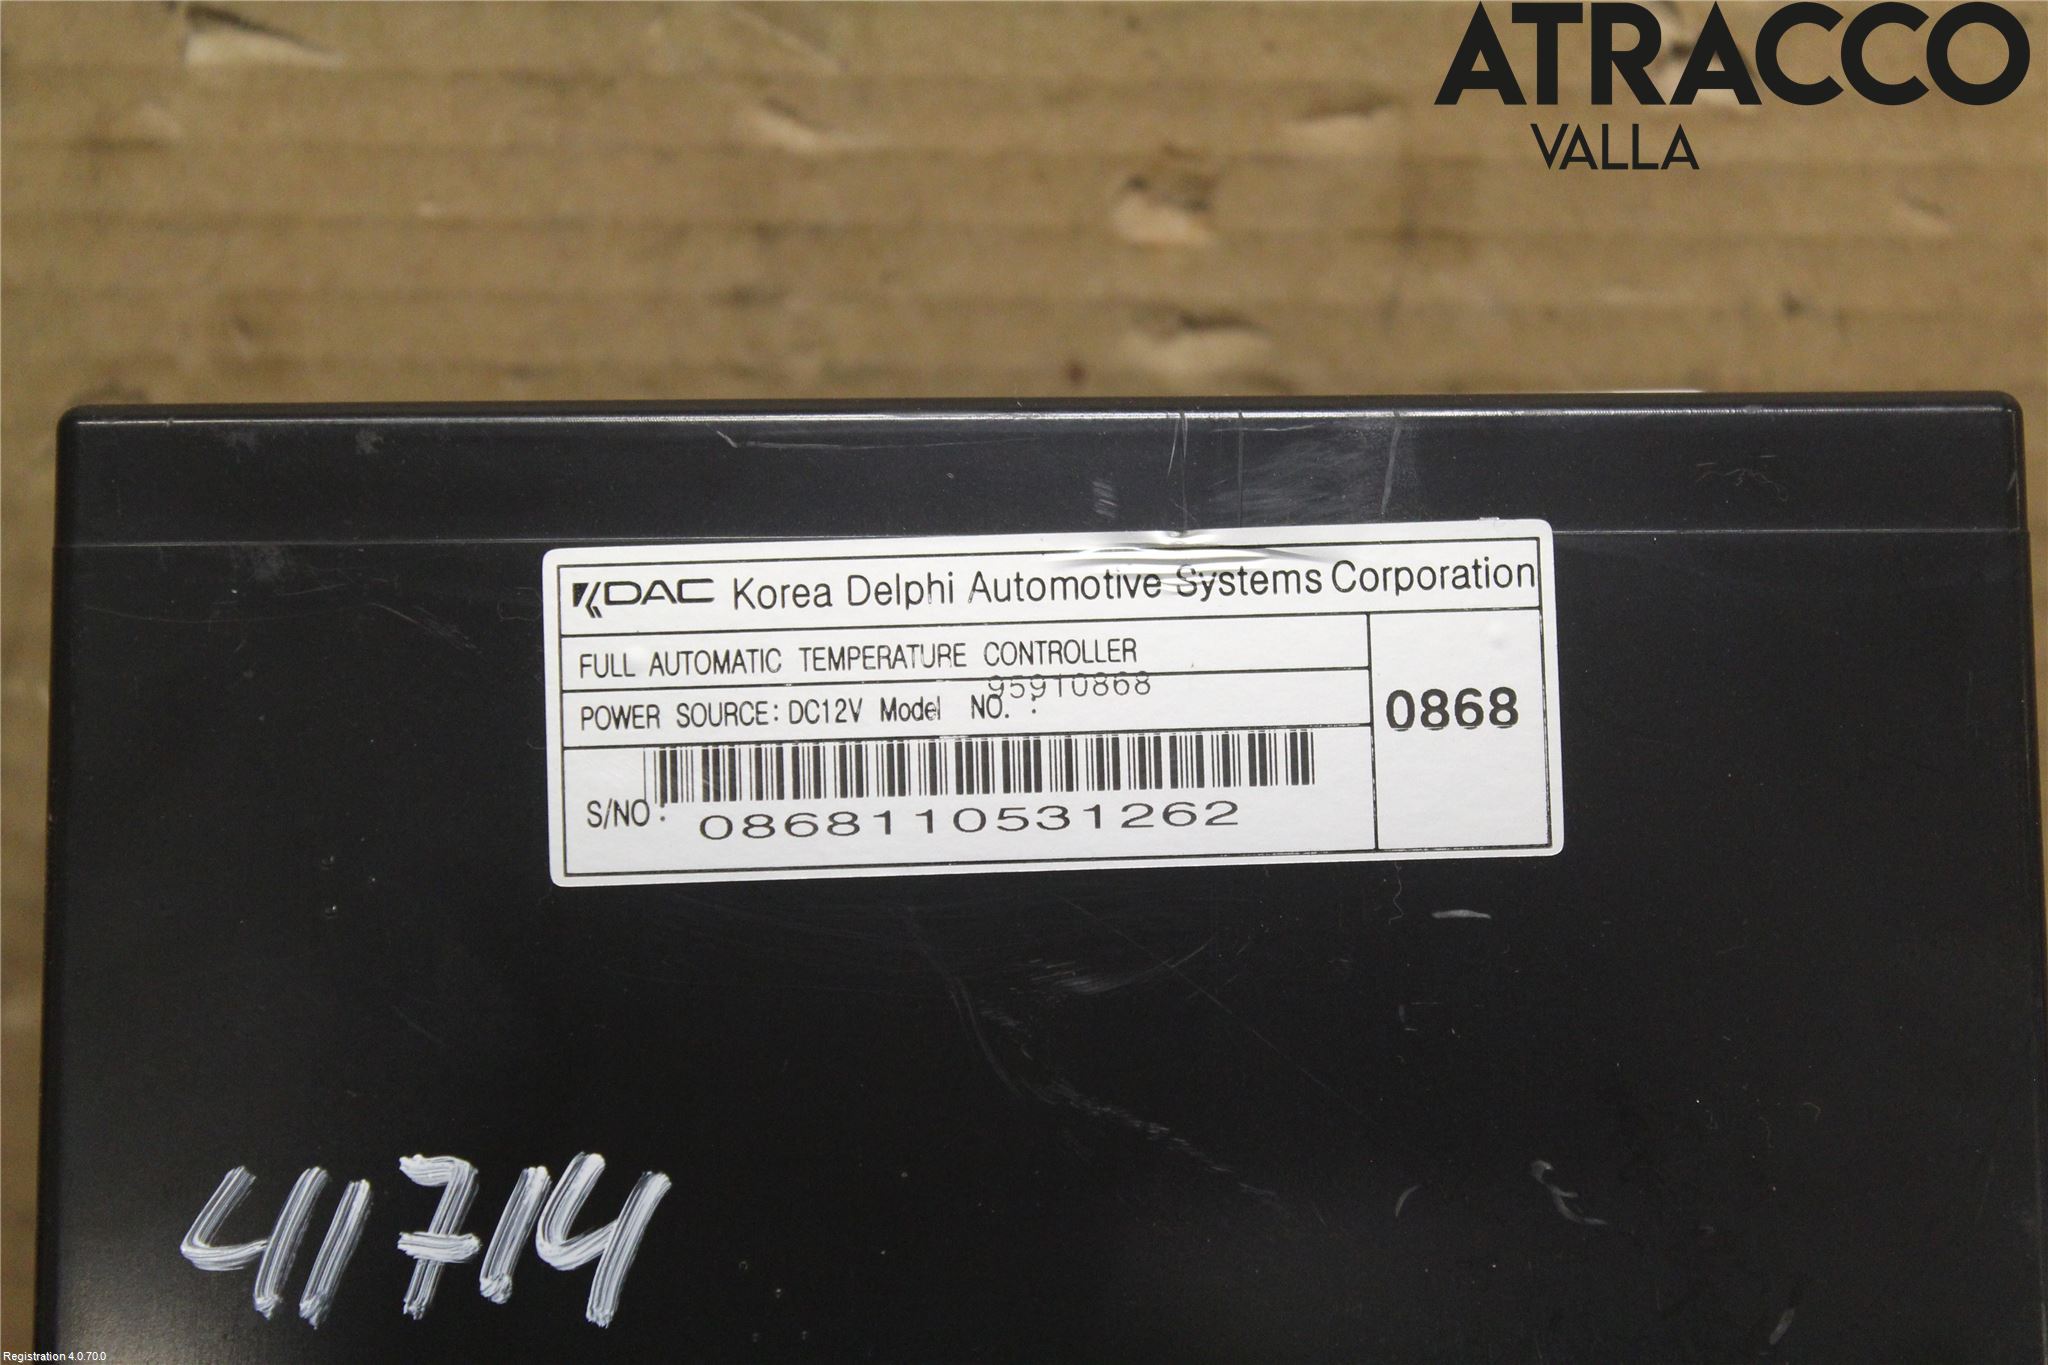 ATRACCO
VALLA
KDAC Korea Delphi Automotive Systems Corporation
FULL AUTOMATIC TEMPERATURE CONTROLLER
95910868
POWER SOURCE: DC12V Model NO. :
0868
S/NO :
0868110531262
41714
Registration 4.0.70.0